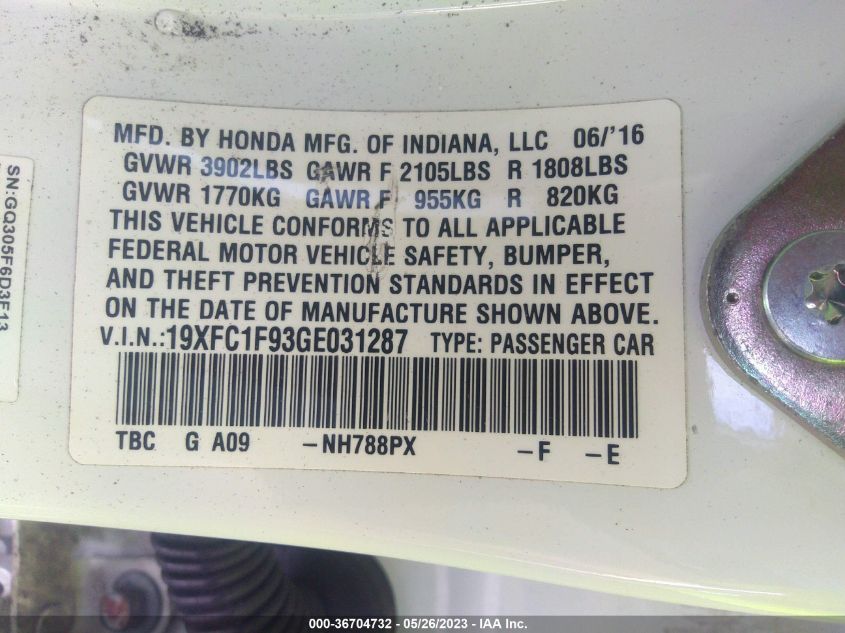 MFD. BY HONDA MFG. OF INDIANA, LLC 06/'16
GVWR 3902LBS GAWR F 2105LBS R 1808LBS
GVWR 1770KG GAWR F 955KG R 820KG
THIS VEHICLE CONFORMS TO ALL APPLICABLE
FEDERAL MOTOR VEHICLE SAFETY, BUMPER,
AND THEFT PREVENTION STANDARDS IN EFFECT
ON THE DATE OF MANUFACTURE SHOWN ABOVE.
V.I.N.:19XFC1F93GE031287 TYPE: PASSENGER CAR
TBC G A09 -NH788PX -F -E
SN:GQ305F6D3F-13
000-36704732 - 05/26/2023 - IAA Inc.